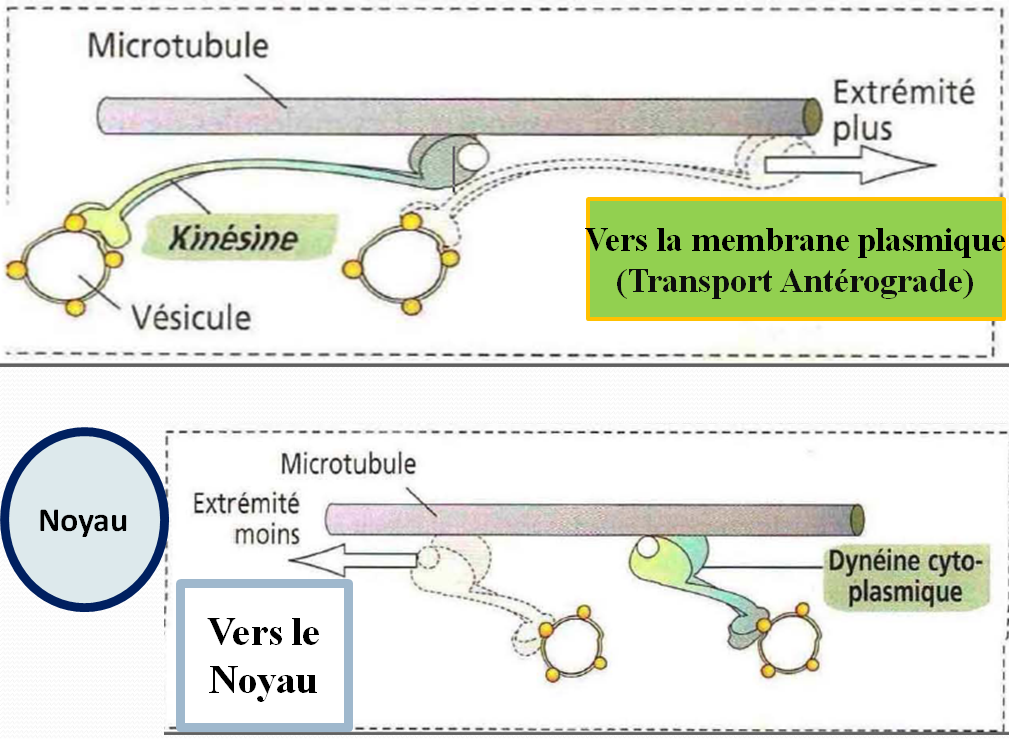 Microtubule
Extrémité
plus
Kinésine
Vers la membrane plasmique
(Transport Antérograde)
Vésicule
Microtubule
Extrémité
moins
Noyau
Dynéine cyto-
plasmique
Vers le
Noyau